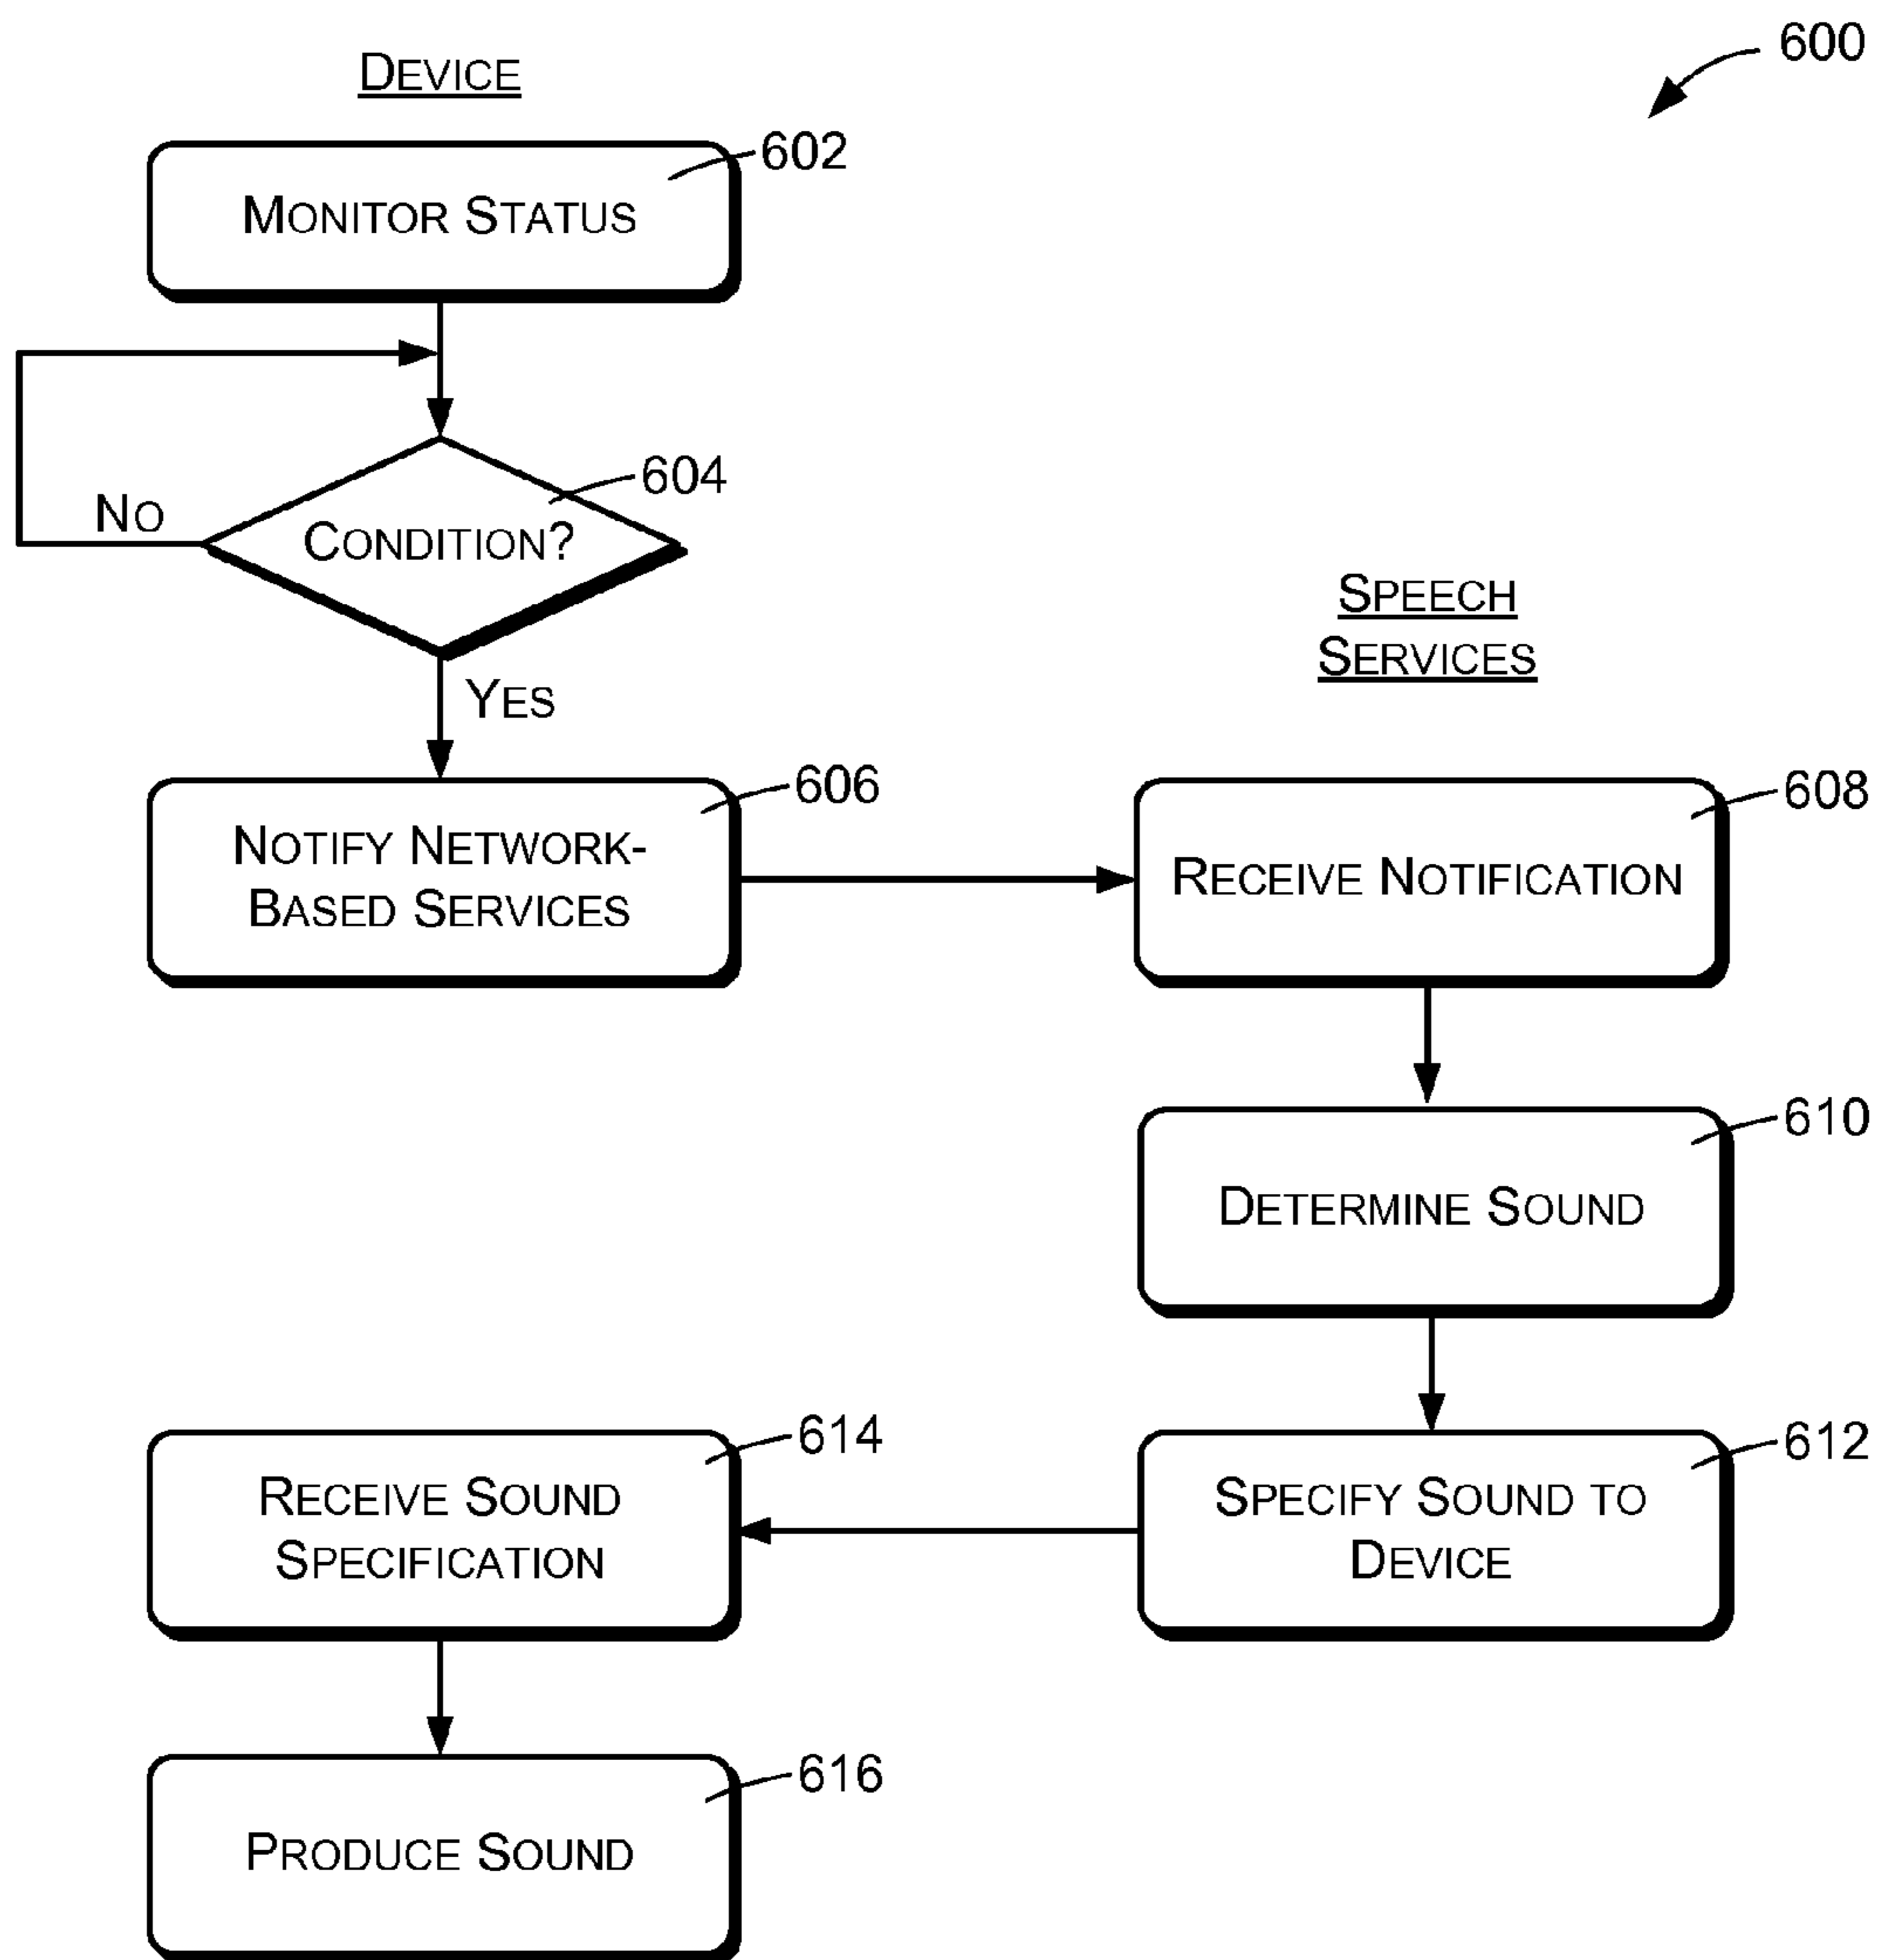 600
DEVICE
602
MONITOR STATUS
604
NO
CONDITION?
YES
SPEECH
SERVICES
606
NOTIFY NETWORK-
BASED SERVICES
608
RECEIVE NOTIFICATION
610
DETERMINE SOUND
612
SPECIFY SOUND TO
DEVICE
614
RECEIVE SOUND
SPECIFICATION
616
PRODUCE SOUND